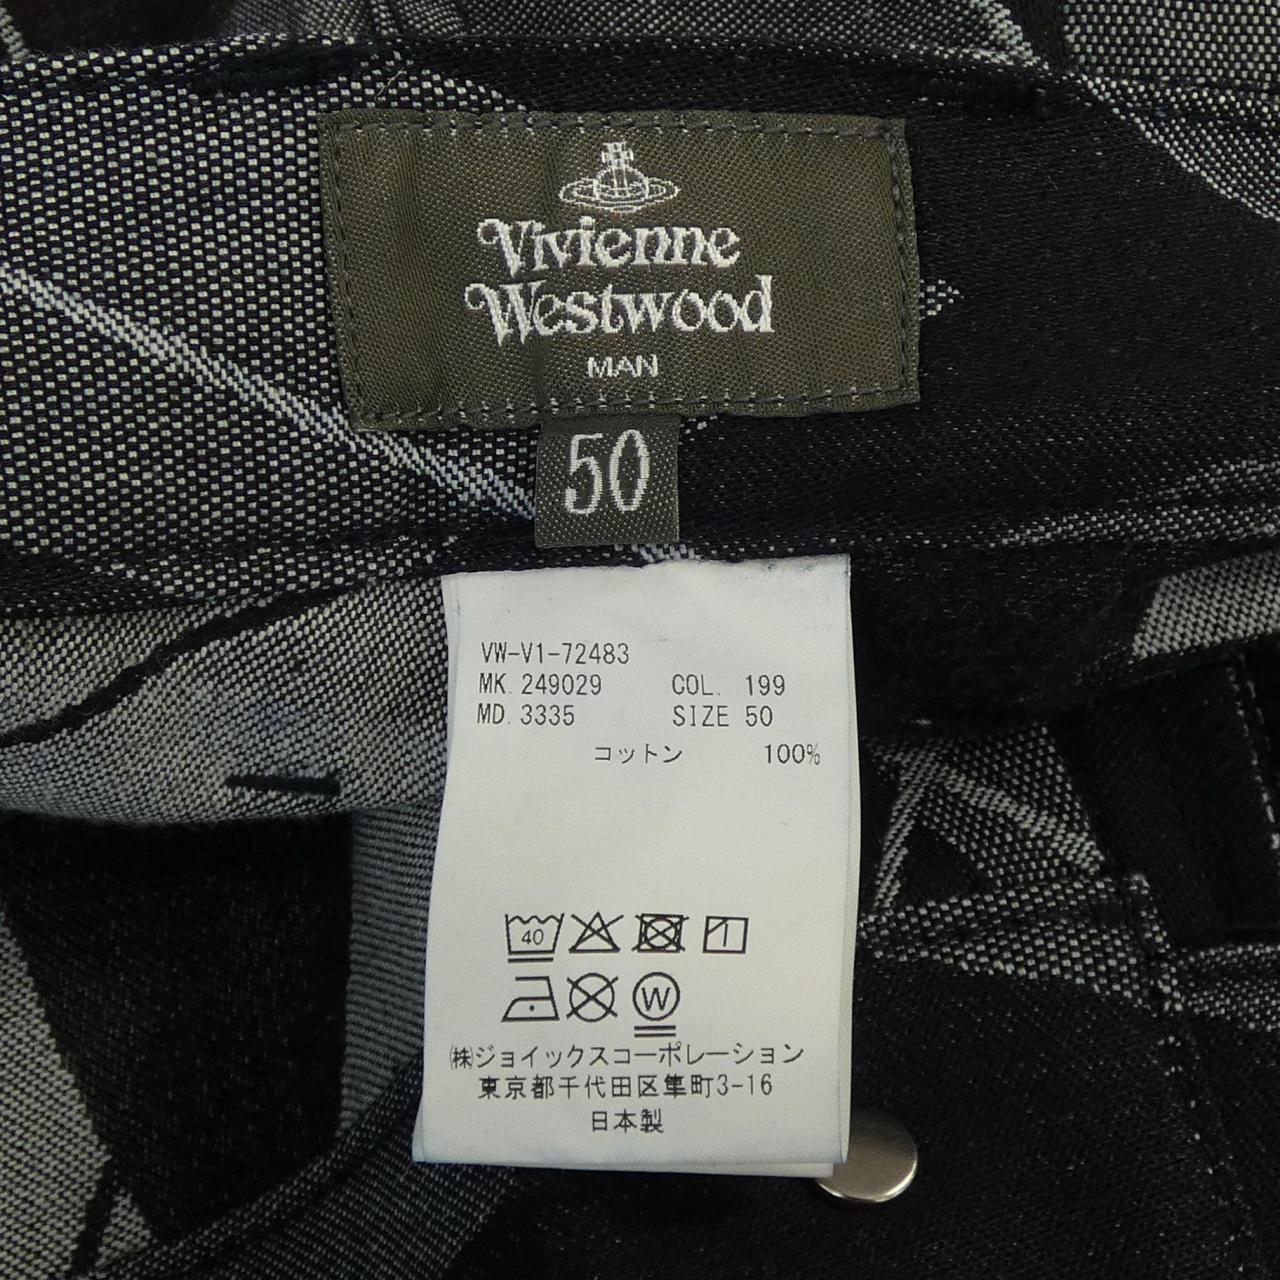 Vivienne
Westwood
MAN
50
VW-V1-72483
MK. 249029 COL. 199
MD. 3335 SIZE 50
コットン 100%
40
W
㈱ジョイックスコーポレーション
東京都千代田区隼町3-16
日本製